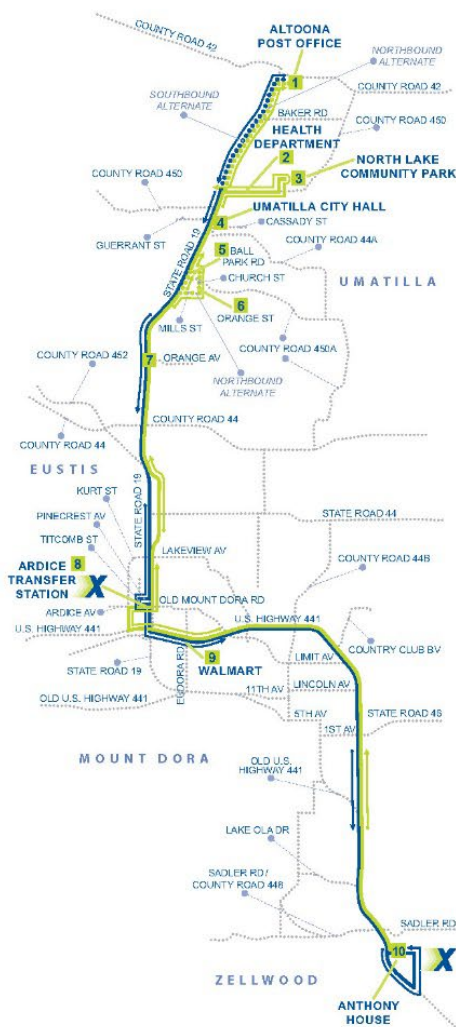 COUNTY ROAD 42
ALTOONA
POST OFFICE
NORTHBOUND
ALTERNATE
1
SOUTHBOUND
ALTERNATE
COUNTY ROAD 42
BAKER RD
COUNTY ROAD 450
HEALTH
DEPARTMENT
2
3
NORTH LAKE
COMMUNITY PARK
COUNTY ROAD 450
4
UMATILLA CITY HALL
CASSADY ST
GUERRANT ST
STATE ROAD 19
COUNTY ROAD 44A
5
BALL
PARK RD
UMATILLA
CHURCH ST
6
ORANGE ST
MILLS ST
COUNTY ROAD 450A
NORTHBOUND
ALTERNATE
7
ORANGE AV
COUNTY ROAD 452
COUNTY ROAD 44
COUNTY ROAD 44
EUSTIS
KURT ST
STATE ROAD 19
STATE ROAD 44
PINECREST AV
TITCOMB ST
LAKEVIEW AV
COUNTY ROAD 44B
8
ARDICE
TRANSFER
STATION
X
OLD MOUNT DORA RD
ARDICE AV
U.S. HIGHWAY 441
U.S. HIGHWAY 441
COUNTRY CLUB BV
STATE ROAD 19
EUDORA RD
9
WALMART
LIMIT AV
LINCOLN AV
11TH AV
OLD U.S. HIGHWAY 441
5TH AV
STATE ROAD 46
1ST AV
MOUNT DORA
OLD U.S.
HIGHWAY 441
LAKE OLA DR
SADLER RD/
COUNTY ROAD 448
SADLER RD
10
X
ZELLWOOD
ANTHONY
HOUSE